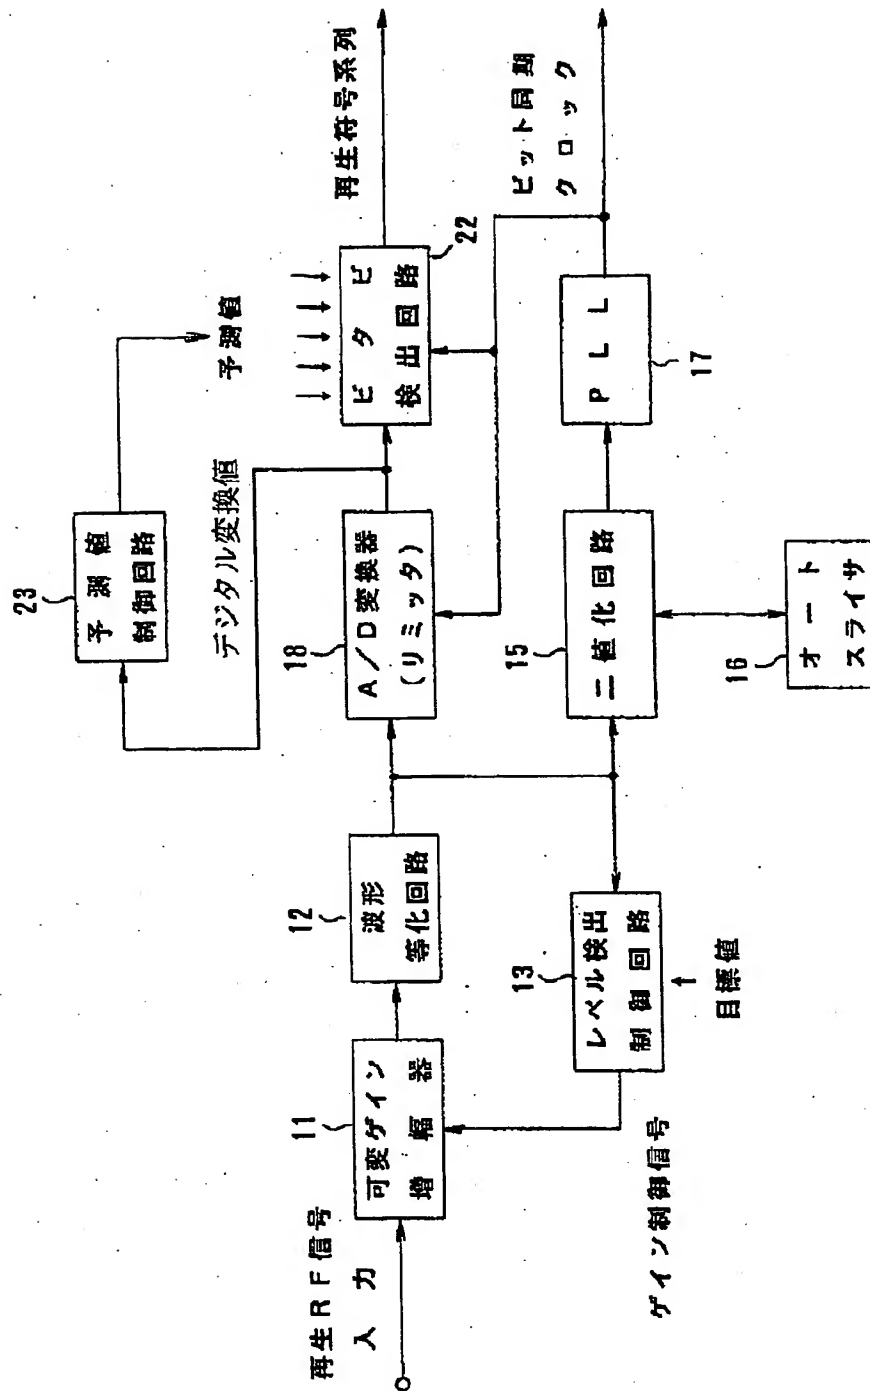 再生RF信号
入力
11
可変ゲイン
増幅器
12
波形
等化回路
18
A/D変換器
(リミッタ)
デジタル変換値
23
予測値
制御回路
予測値
ビタビ
検出回路
22
再生符号系列
ゲイン制御信号
13
レベル検出
制御回路
目標値
15
二値化回路
16
オート
スライサ
PLL
17
ビット同期
クロック